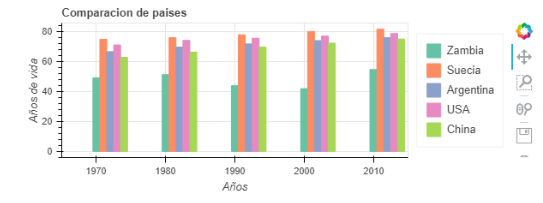 Comparacion de paises
Años de vida
80
60
40
20
0
1970
1980
1990
2000
2010
Años
Zambia
Suecia
Argentina
USA
China